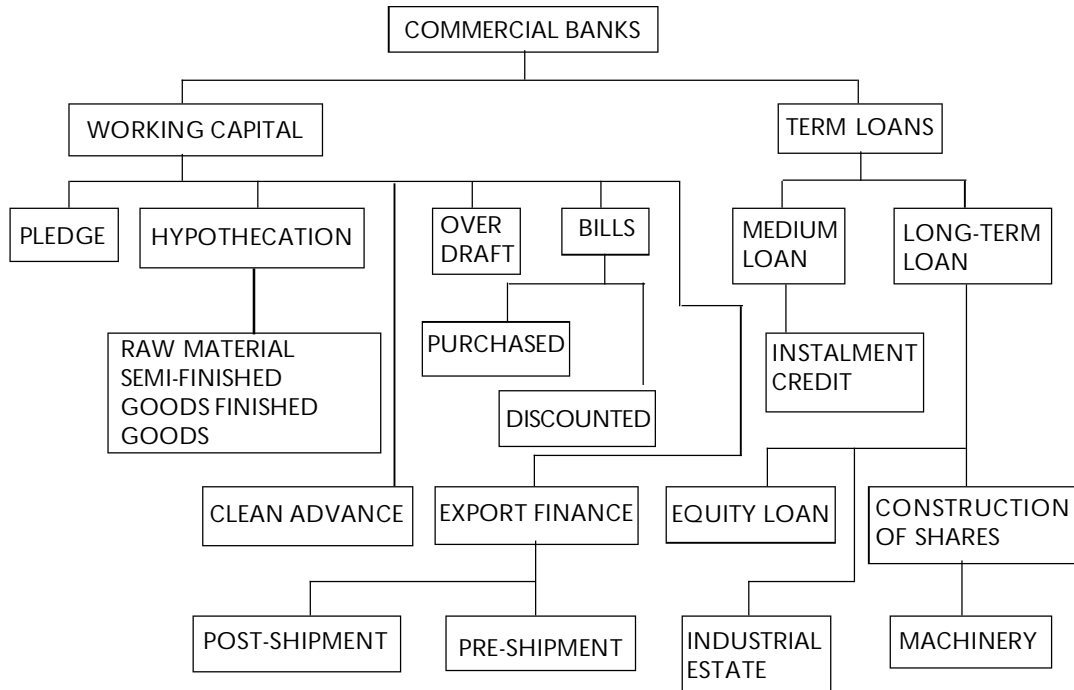 COMMERCIAL BANKS
WORKING CAPITAL
TERM LOANS
PLEDGE
HYPOTHECATION
OVER
DRAFT
BILLS
MEDIUM
LOAN
LONG-TERM
LOAN
RAW MATERIAL
SEMI-FINISHED
GOODS FINISHED
GOODS
PURCHASED
DISCOUNTED
INSTALMENT
CREDIT
CLEAN ADVANCE
EXPORT FINANCE
EQUITY LOAN
CONSTRUCTION
OF SHARES
POST-SHIPMENT
PRE-SHIPMENT
INDUSTRIAL
ESTATE
MACHINERY